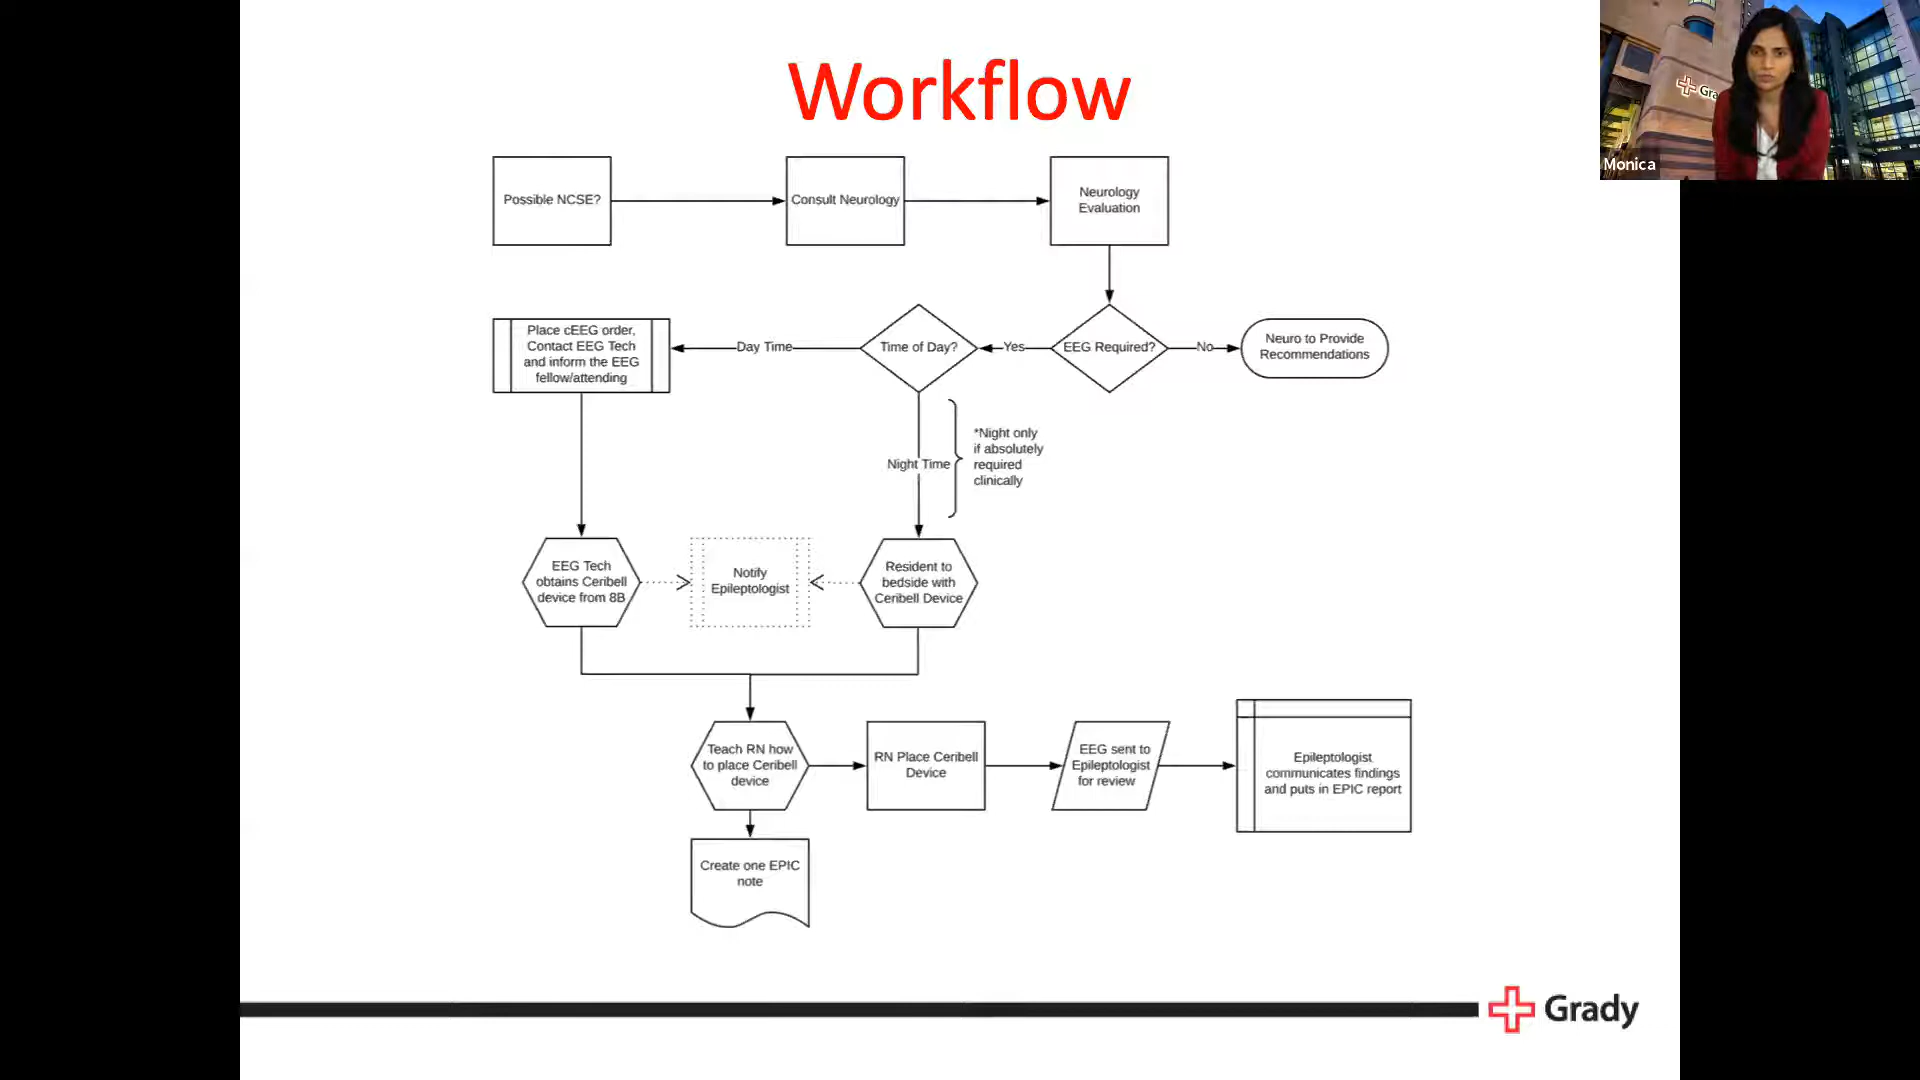 Workflow
Gra
Monica
Possible NCSE?
Consult Neurology
Neurology
Evaluation
Place cEEG order,
Contact EEG Tech
and inform the EEG
fellow/attending
Day Time
Time of Day?
Yes
EEG Required?
No
Neuro to Provide
Recommendations
*Night only
if absolutely
required
clinically
Night Time
EEG Tech
obtains Ceribell
device from 8B
Notify
Epileptologist
Resident to
bedside with
Ceribell Device
Teach RN how
to place Ceribell
device
RN Place Ceribell
Device
EEG sent to
Epileptologist
for review
Epileptologist
communicates findings
and puts in EPIC report
Create one EPIC
note
Grady